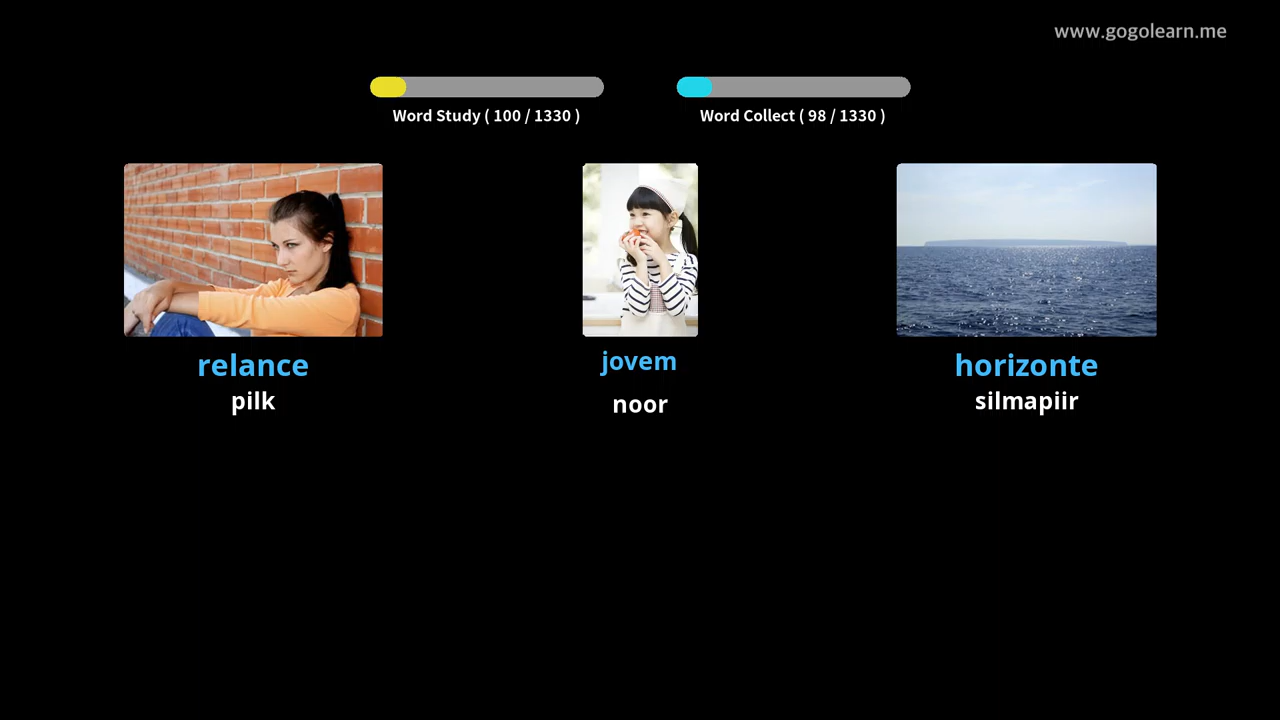 www.gogolearn.me
Word Study ( 100 / 1330 )
Word Collect ( 98 / 1330 )
relance
pilk
jovem
noor
horizonte
silmapiir